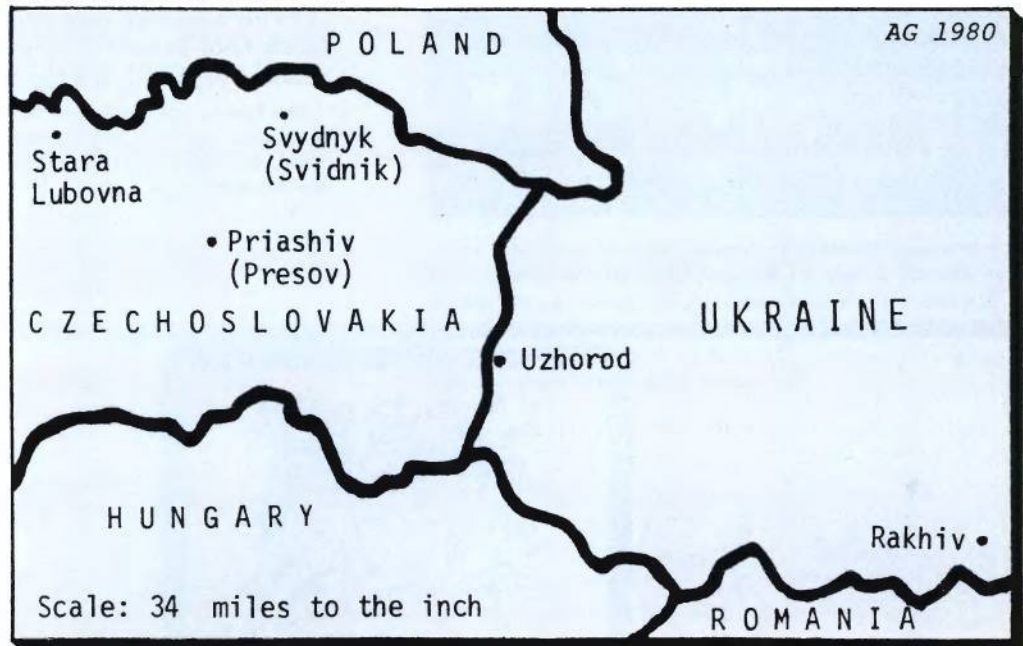 POLAND
AG 1980
Stara
Lubovna
Svydnyk
(Svidnik)
Priashiv
(Presov)
CZECHOSLOVAKIA
UKRAINE
Uzhorod
HUNGARY
Rakhiv
Scale: 34 miles to the inch
ROMANIA